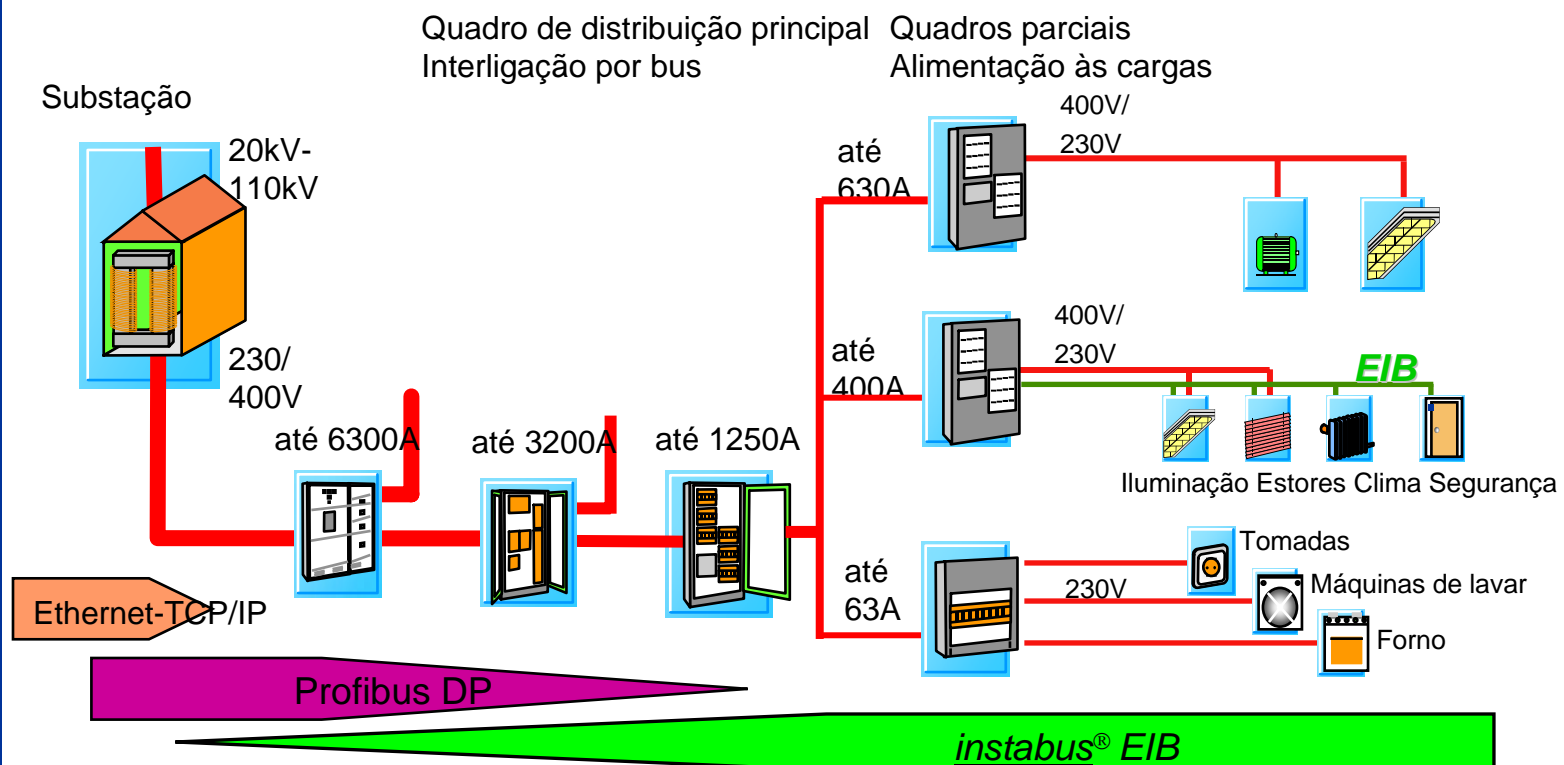 Quadro de distribuição principal
Interligação por bus
Quadros parciais
Alimentação às cargas
Substação
20kV-
110kV
230/
400V
até 6300A
até 3200A
até 1250A
até
630A
400V/
230V
até
400A
400V/
230V
EIB
Iluminação Estores Clima Segurança
até
63A
230V
Tomadas
Máquinas de lavar
Forno
Ethernet-TCP/IP
Profibus DP
instabus® EIB